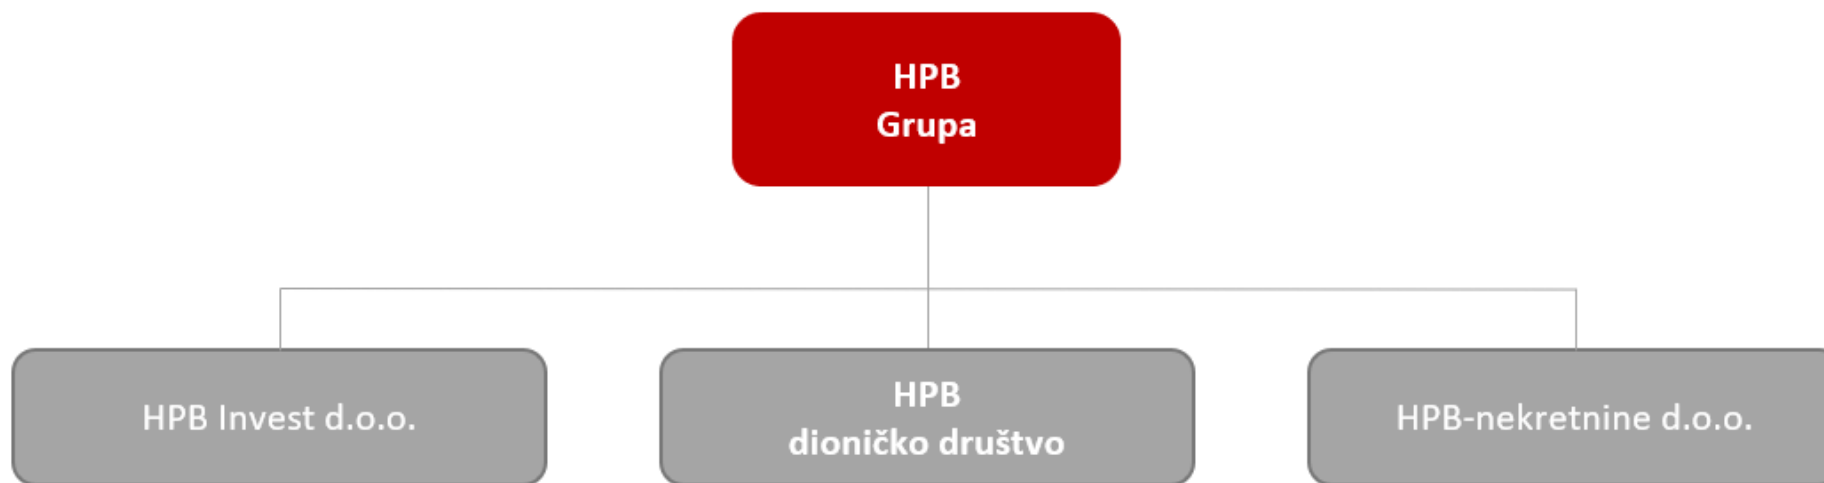 HPB
Grupa
HPB Invest d.o.o.
HPB
dioničko društvo
HPB-nekretnine d.o.o.